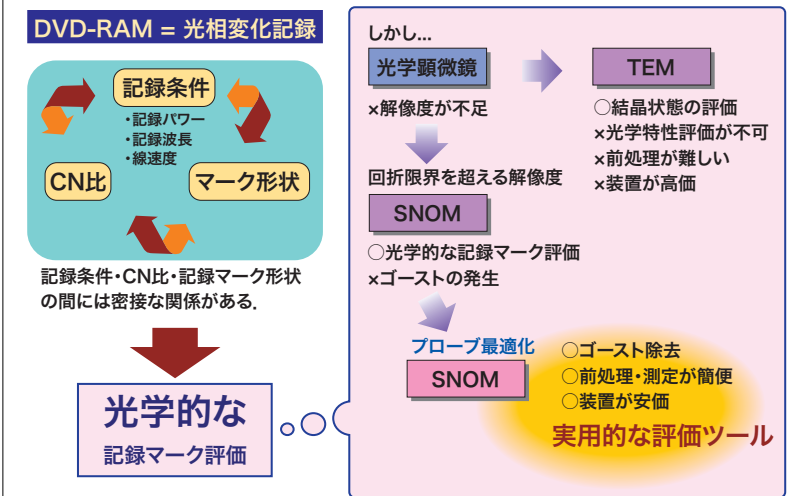 DVD-RAM = 光相変化記録
記録条件
・記録パワー
・記録波長
・線速度
CN比
マーク形状
記録条件・CN比・記録マーク形状
の間には密接な関係がある．
光学的な
記録マーク評価
しかし...
光学顕微鏡
×解像度が不足
TEM
○結晶状態の評価
×光学特性評価が不可
×前処理が難しい
×装置が高価
回折限界を超える解像度
SNOM
○光学的な記録マーク評価
×ゴーストの発生
プローブ最適化
SNOM
○ゴースト除去
○前処理・測定が簡便
○装置が安価
実用的な評価ツール